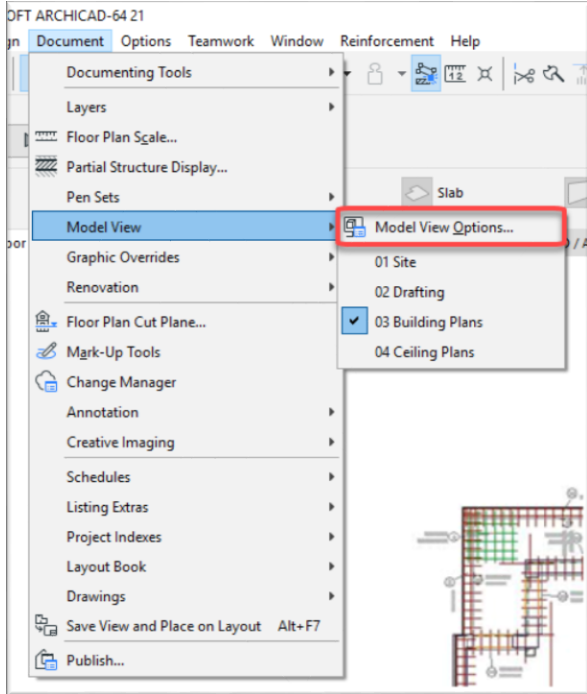 OFT ARCHICAD-64 21
gn Document Options Teamwork Window Reinforcement Help
Documenting Tools
Layers
Floor Plan Scale...
Partial Structure Display...
Pen Sets
Slab
Model View
Model View Options...
oor
/ A
Graphic Overrides
01 Site
Renovation
02 Drafting
Floor Plan Cut Plane...
03 Building Plans
Mark-Up Tools
04 Ceiling Plans
Change Manager
Annotation
Creative Imaging
Schedules
Listing Extras
Project Indexes
Layout Book
Drawings
Save View and Place on Layout Alt+F7
Publish...